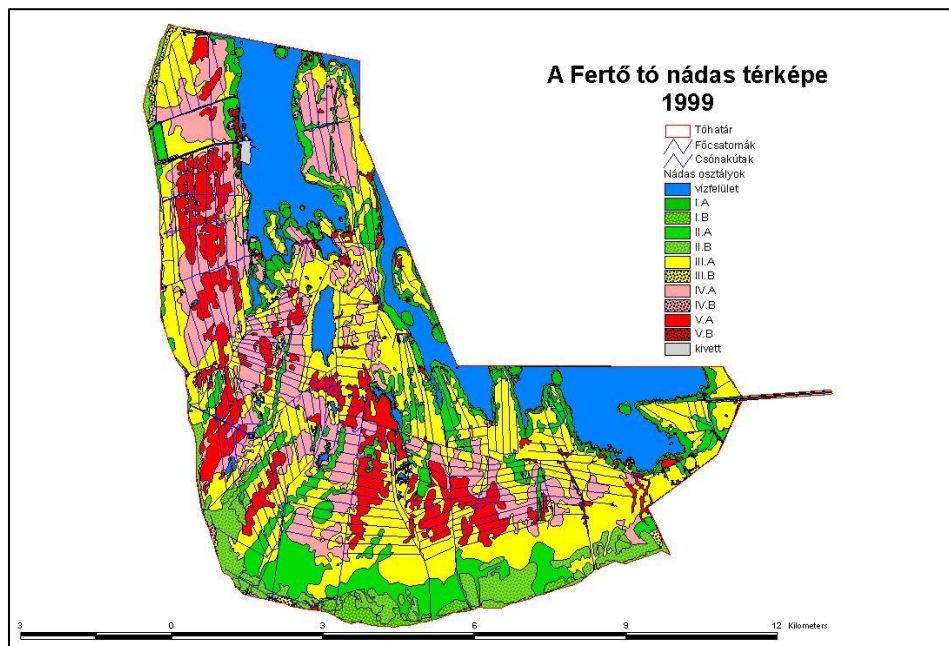 A Fertő tó nádas térképe
1999
Tóhatár
Főcsatornák
Csónakútak
Nádas osztályok
vízfelület
I.A
I.B
II.A
II.B
III.A
III.B
IV.A
IV.B
V.A
V.B
kivett
3 0 3 6 9 12 Kilometers